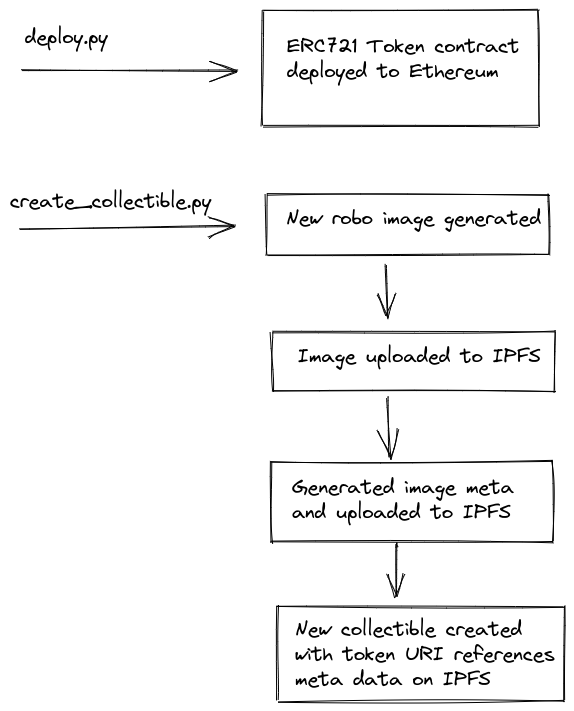 deploy.py
ERC721 Token contract
deployed to Ethereum
create_collectible.py
New robo image generated
Image uploaded to IPFS
Generated image meta
and uploaded to IPFS
New collectible created
with token URI references
meta data on IPFS